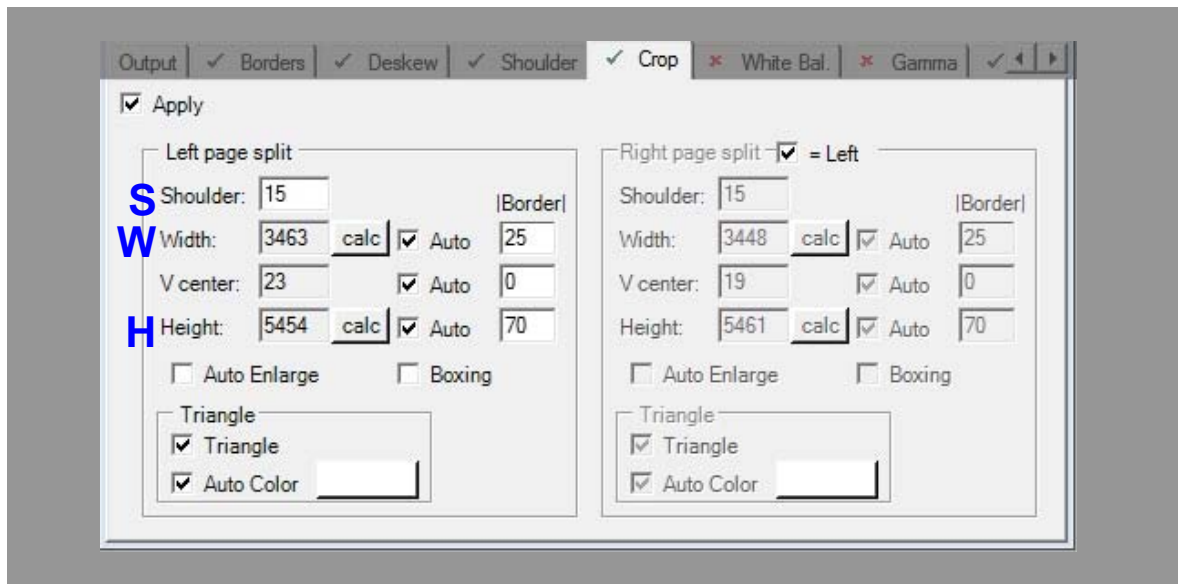 Output Borders Deskew Shoulder Crop White Bal. Gamma
Apply
Left page split
S Shoulder: 15 |Border|
W Width: 3463 calc Auto 25
V center: 23 Auto 0
H Height: 5454 calc Auto 70
Auto Enlarge Boxing
Triangle
Triangle
Auto Color
Right page split = Left
Shoulder: 15 |Border|
Width: 3448 calc Auto 25
V center: 19 Auto 0
Height: 5461 calc Auto 70
Auto Enlarge Boxing
Triangle
Triangle
Auto Color